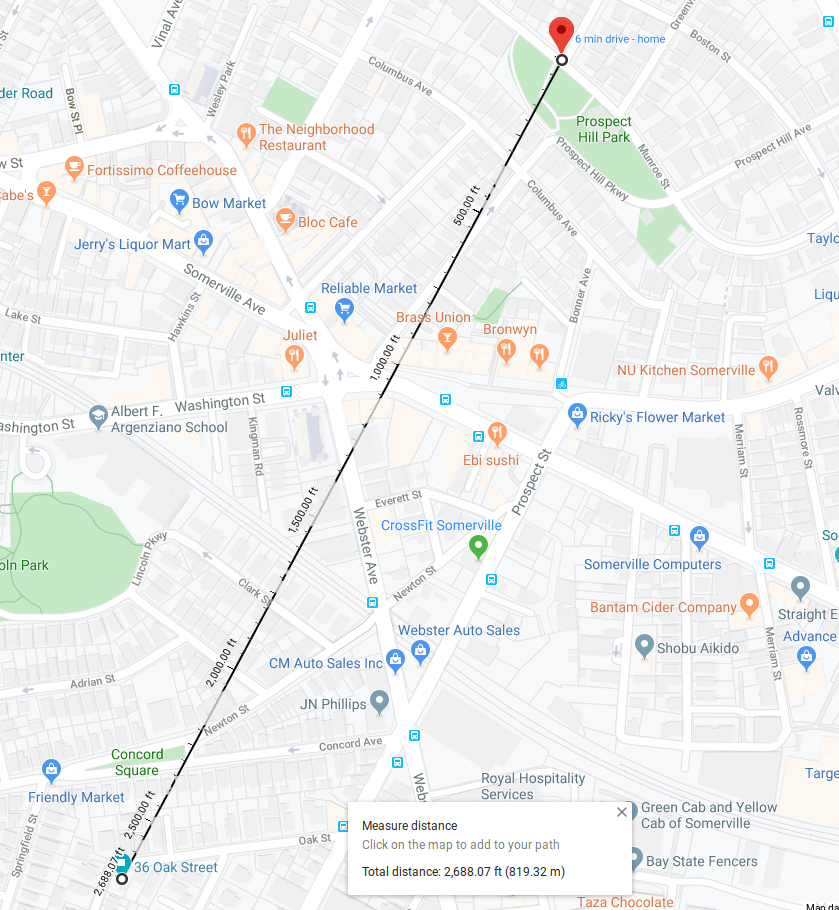 Vinal Ave
Greenv
6 min drive - home
Boston St
Columbus Ave
Wesley Park
der Road
Bow St Pl
Prospect
Hill Park
The Neighborhood
Restaurant
Prospect Hill Ave
Munroe St
w St
Fortissimo Coffeehouse
Prospect Hill Pkwy
abe's
Bow Market
500.00 ft
Columbus Ave
Bloc Cafe
Jerry's Liquor Mart
Taylo
Somerville Ave
Reliable Market
Bonner Ave
Liqu
Lake St
Hawkins St
Brass Union
Bronwyn
Juliet
nter
1,000.00 ft
NU Kitchen Somerville
Valv
Washington St
Albert F.
Argenziano School
ashington St
Ricky's Flower Market
Rossmore St
Kingman Rd
Merriam St
Ebi sushi
Prospect St
1,500.00 ft
Everett St
CrossFit Somerville
Webster Ave
So
Lincoln Pkwy
oln Park
Somerville Computers
Newton St
Clark S
Bantam Cider Company
Straight E
Webster Auto Sales
Advance
Shobu Aikido
Merriam St
CM Auto Sales Inc
2,000.00 ft
Adrian St
JN Phillips
Newton St
Concord Ave
Concord
Square
Targe
Royal Hospitality
Services
Web
Friendly Market
2,500.00 ft
Green Cab and Yellow
Cab of Somerville
Springfield St
Measure distance
Click on the map to add to your path
Total distance: 2,688.07 ft (819.32 m)
Oak St
36 Oak Street
2,688.07 ft
Bay State Fencers
Taza Chocolate
Map da